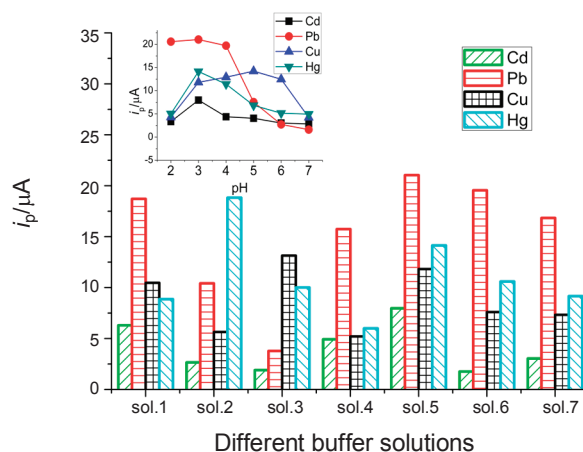 35
30
25
20
15
10
5
0
iₚ/μA
Cd
Pb
Cu
Hg
25
20
15
10
5
0
5
iₚ/μA
2 3 4 5 6 7
pH
Cd
Pb
Cu
Hg
sol.1 sol.2 sol.3 sol.4 sol.5 sol.6 sol.7
Different buffer solutions